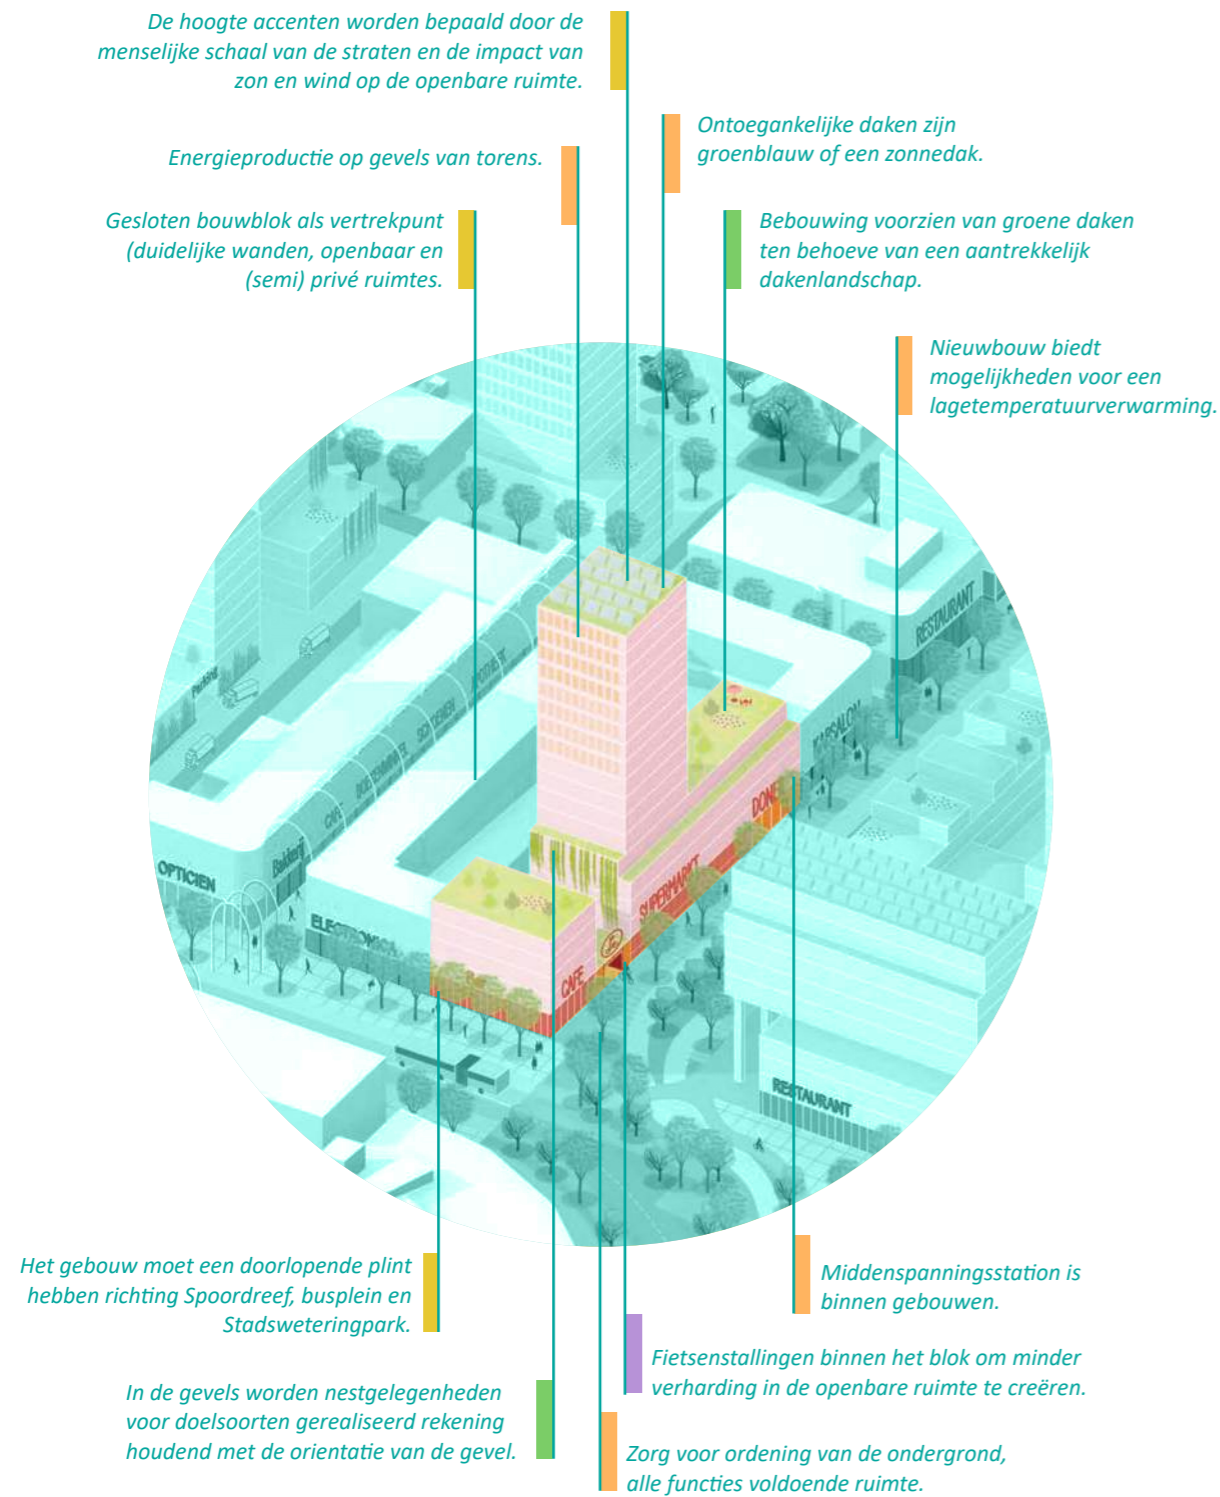 De hoogte accenten worden bepaald door de
menselijke schaal van de straten en de impact van
zon en wind op de openbare ruimte.
Ontoegankelijke daken zijn
groenblauw of een zonnedak.
Energieproductie op gevels van torens.
Gesloten bouwblok als vertrekpunt
(duidelijke wanden, openbaar en
(semi) privé ruimtes.
Bebouwing voorzien van groene daken
ten behoeve van een aantrekkelijk
dakenlandschap.
Nieuwbouw biedt
mogelijkheden voor een
lagetemperatuurverwarming.
RESTAURANT
Parking
APOTHEEK
SCHOENEN
CAFE
KAPSALON
OPTICIEN
Bakkerij
ELECTRONICA
SUPERMARKT
CAFE
RESTAURANT
Het gebouw moet een doorlopende plint
hebben richting Spoordreef, busplein en
Stadsweteringpark.
Middenspanningsstation is
binnen gebouwen.
Fietsenstallingen binnen het blok om minder
verharding in de openbare ruimte te creëren.
In de gevels worden nestgelegenheden
voor doelsoorten gerealiseerd rekening
houdend met de orientatie van de gevel.
Zorg voor ordening van de ondergrond,
alle functies voldoende ruimte.